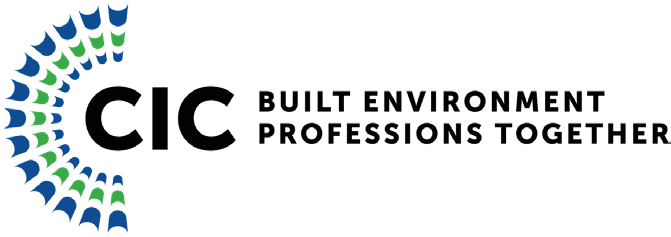 CIC
BUILT ENVIRONMENT
PROFESSIONS TOGETHER